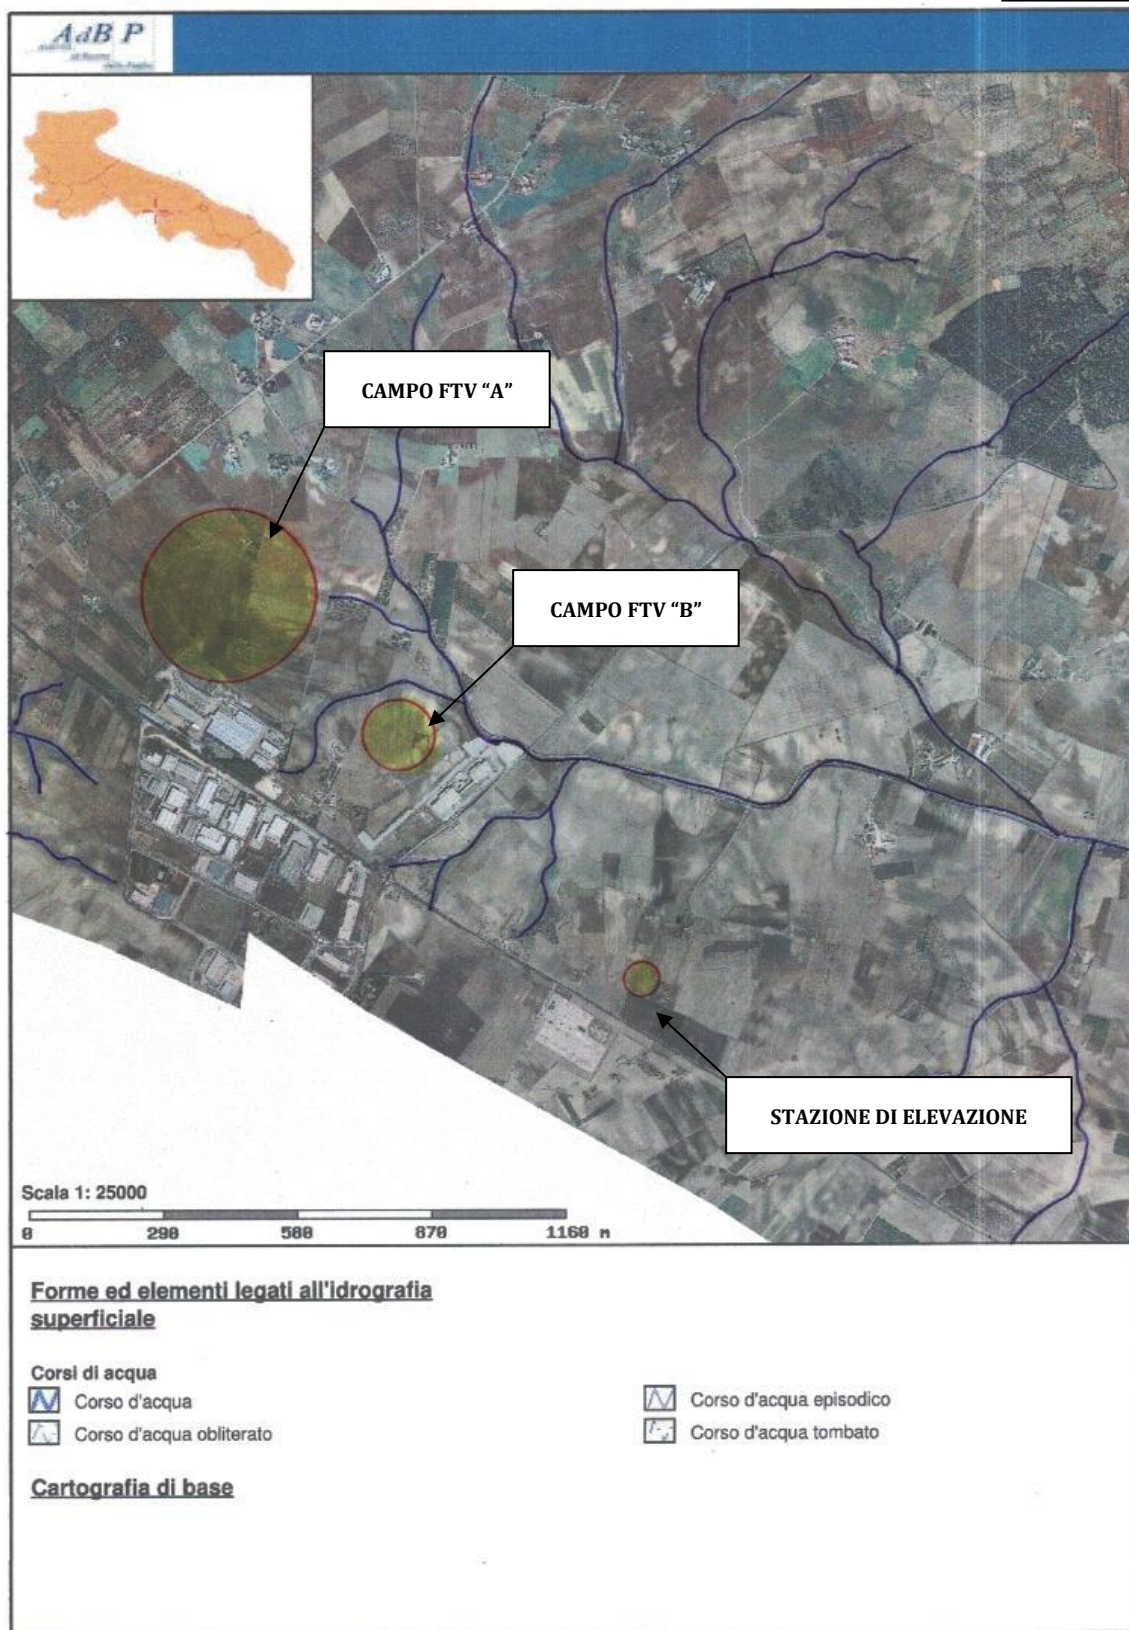 AdB P
CAMPO FTV “A”
CAMPO FTV “B”
STAZIONE DI ELEVAZIONE
Scala 1: 25000
0 290 580 870 1160 m
Forme ed elementi legati all'idrografia
superficiale
Corsi di acqua
Corso d'acqua
Corso d'acqua episodico
Corso d'acqua obliterato
Corso d'acqua tombato
Cartografia di base